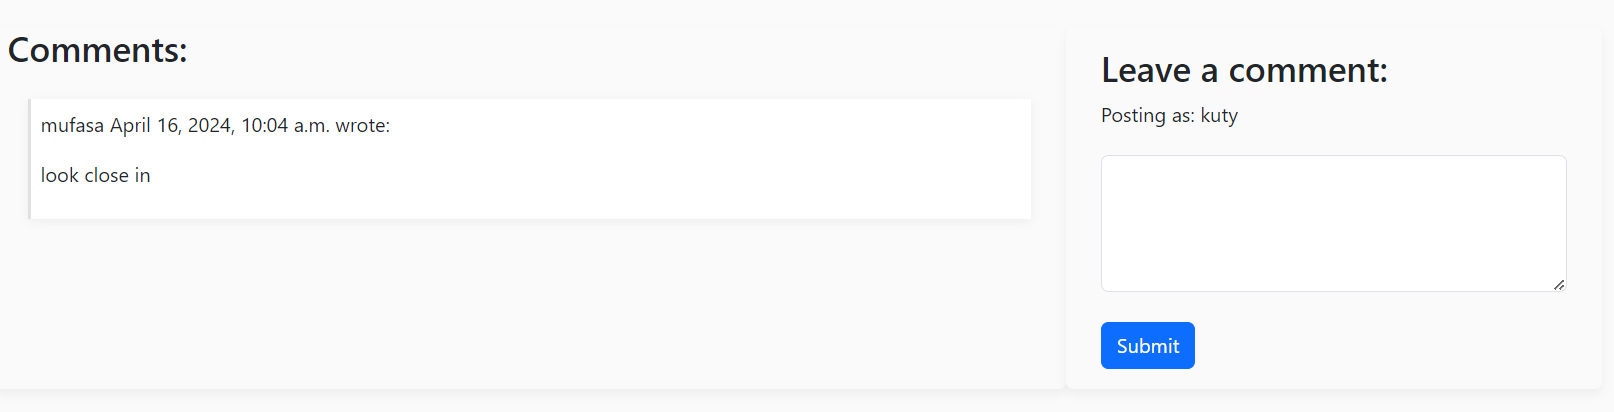 Comments:
mufasa April 16, 2024, 10:04 a.m. wrote:
look close in
Leave a comment:
Posting as: kuty
Submit